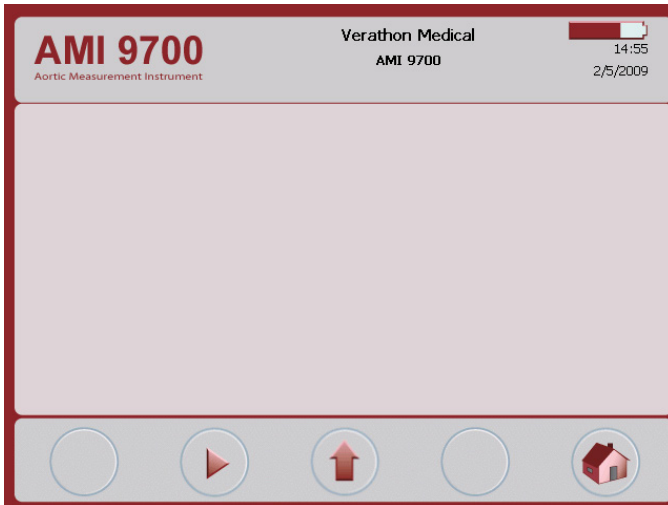 AMI 9700
Aortic Measurement Instrument
Verathon Medical
AMI 9700
14:55
2/5/2009